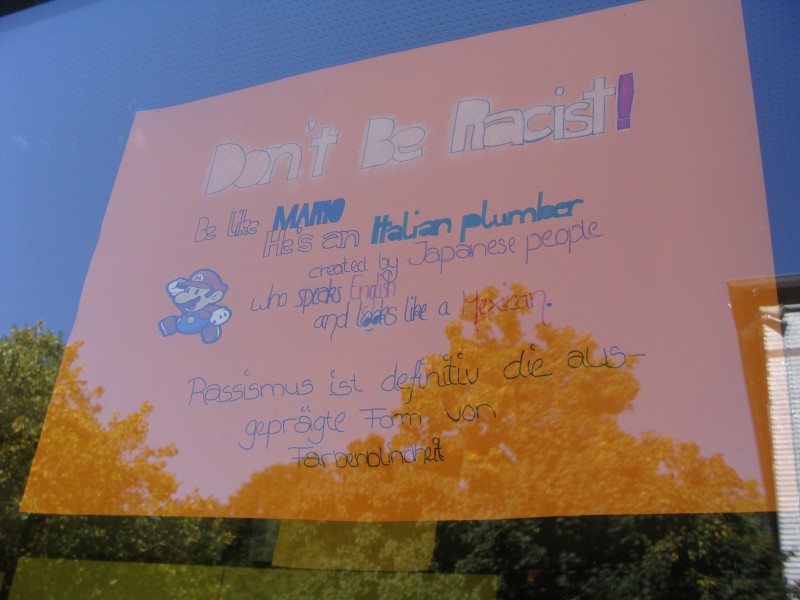 Don't Be Racist!
Be like MARIO
He's an Italian plumber
created by Japanese people
who speaks English
and looks like a Mexican.
Rassismus ist definitiv die aus-
geprägte Form von
Farbenblindheit